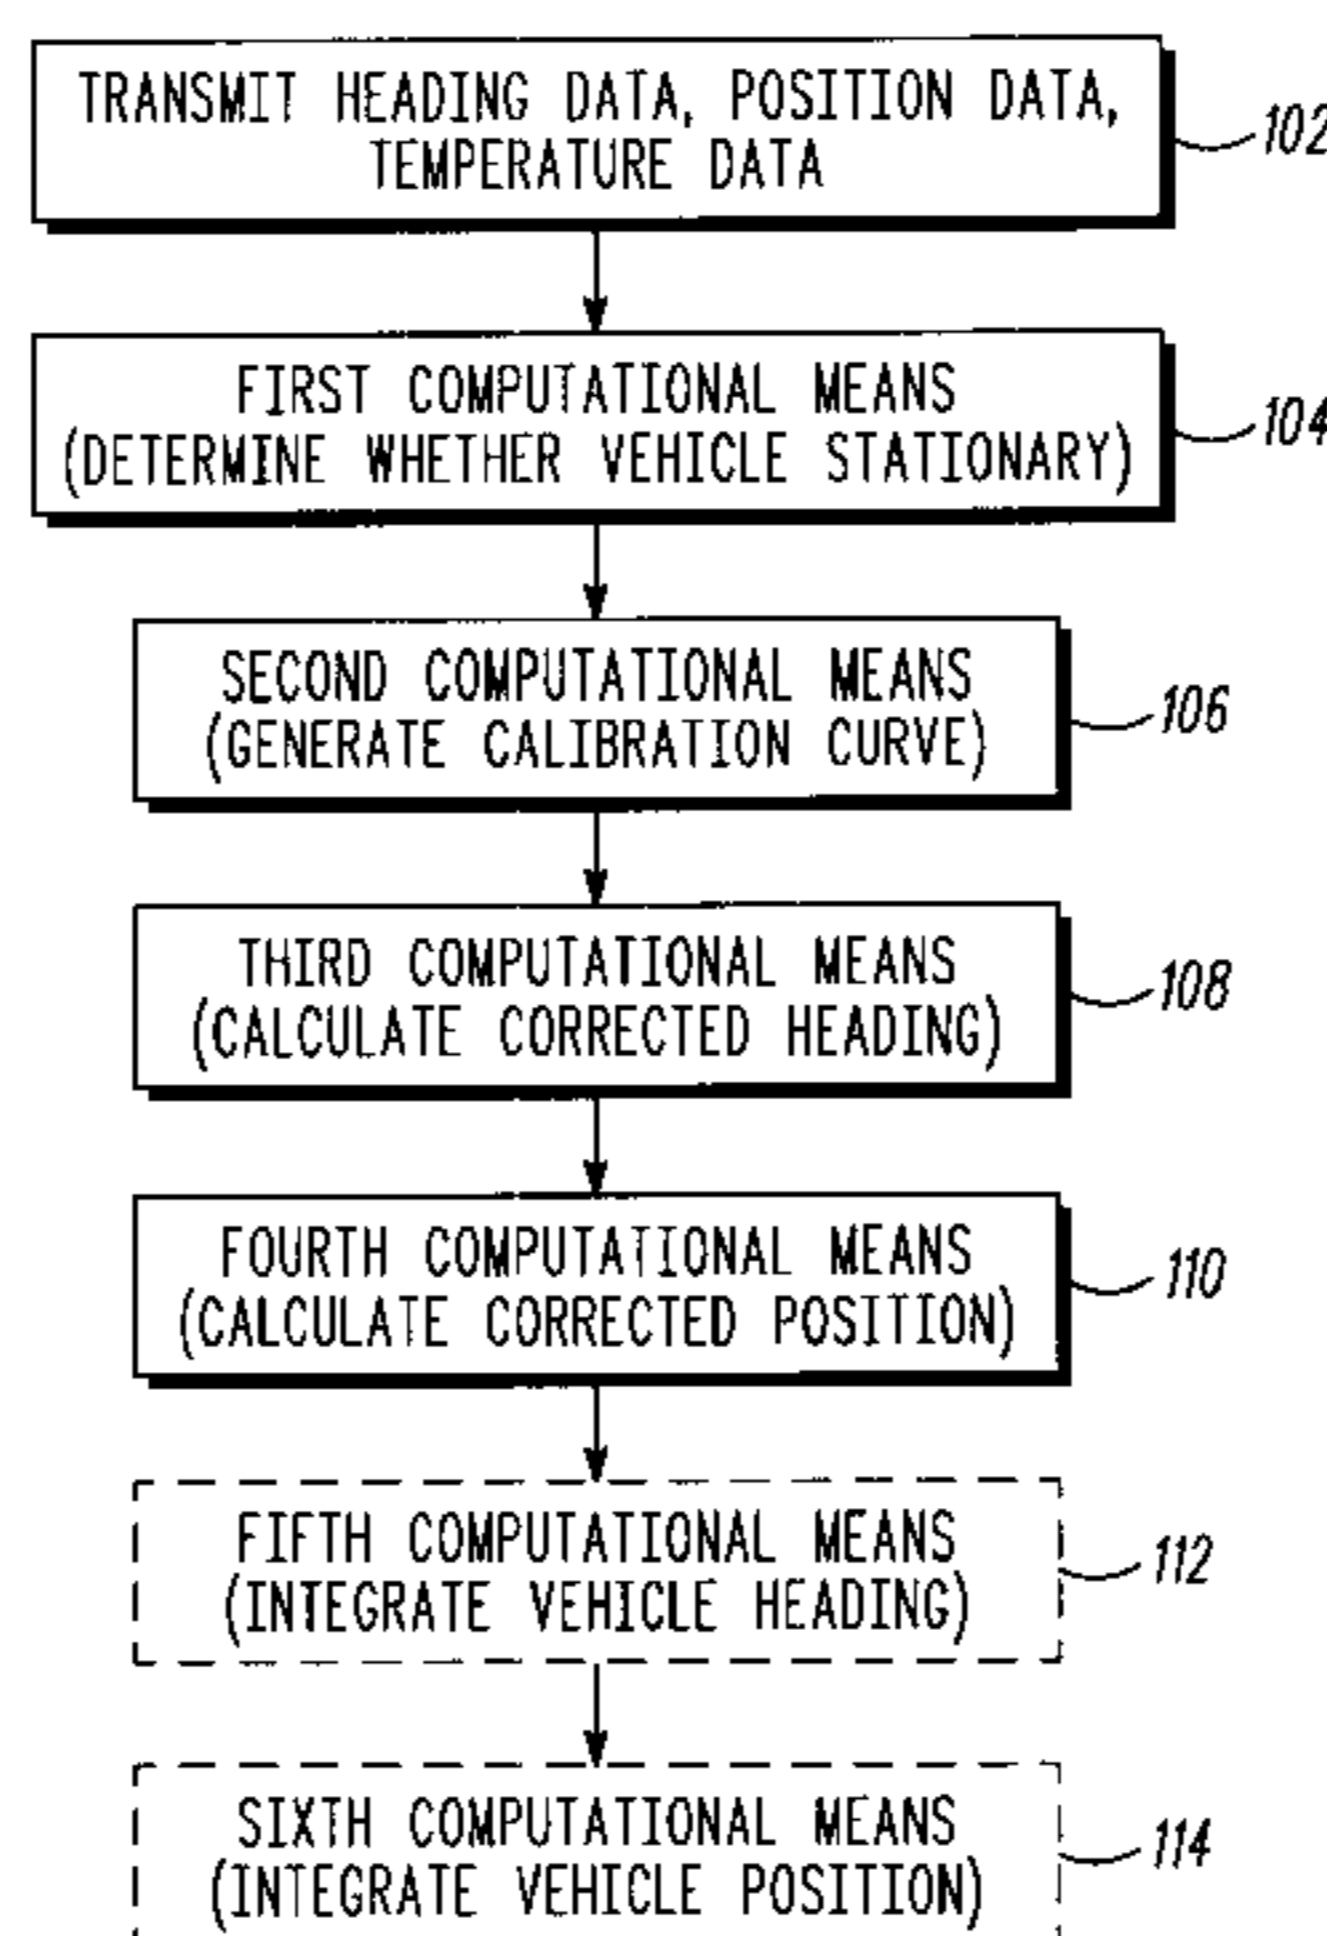 TRANSMIT HEADING DATA, POSITION DATA,
TEMPERATURE DATA
102
FIRST COMPUTATIONAL MEANS
(DETERMINE WHETHER VEHICLE STATIONARY)
104
SECOND COMPUTATIONAL MEANS
(GENERATE CALIBRATION CURVE)
106
THIRD COMPUTATIONAL MEANS
(CALCULATE CORRECTED HEADING)
108
FOURTH COMPUTATIONAL MEANS
(CALCULATE CORRECTED POSITION)
110
FIFTH COMPUTATIONAL MEANS
(INTEGRATE VEHICLE HEADING)
112
SIXTH COMPUTATIONAL MEANS
(INTEGRATE VEHICLE POSITION)
114